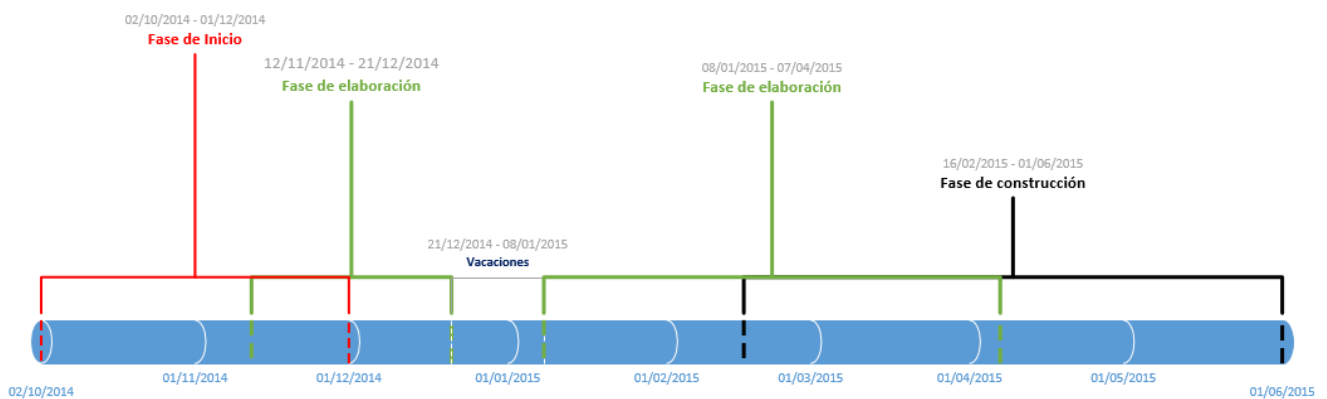 02/10/2014 - 01/12/2014
Fase de Inicio
12/11/2014 - 21/12/2014
Fase de elaboración
08/01/2015 - 07/04/2015
Fase de elaboración
16/02/2015 - 01/06/2015
Fase de construcción
21/12/2014 - 08/01/2015
Vacaciones
02/10/2014
01/11/2014
01/12/2014
01/01/2015
01/02/2015
01/03/2015
01/04/2015
01/05/2015
01/06/2015